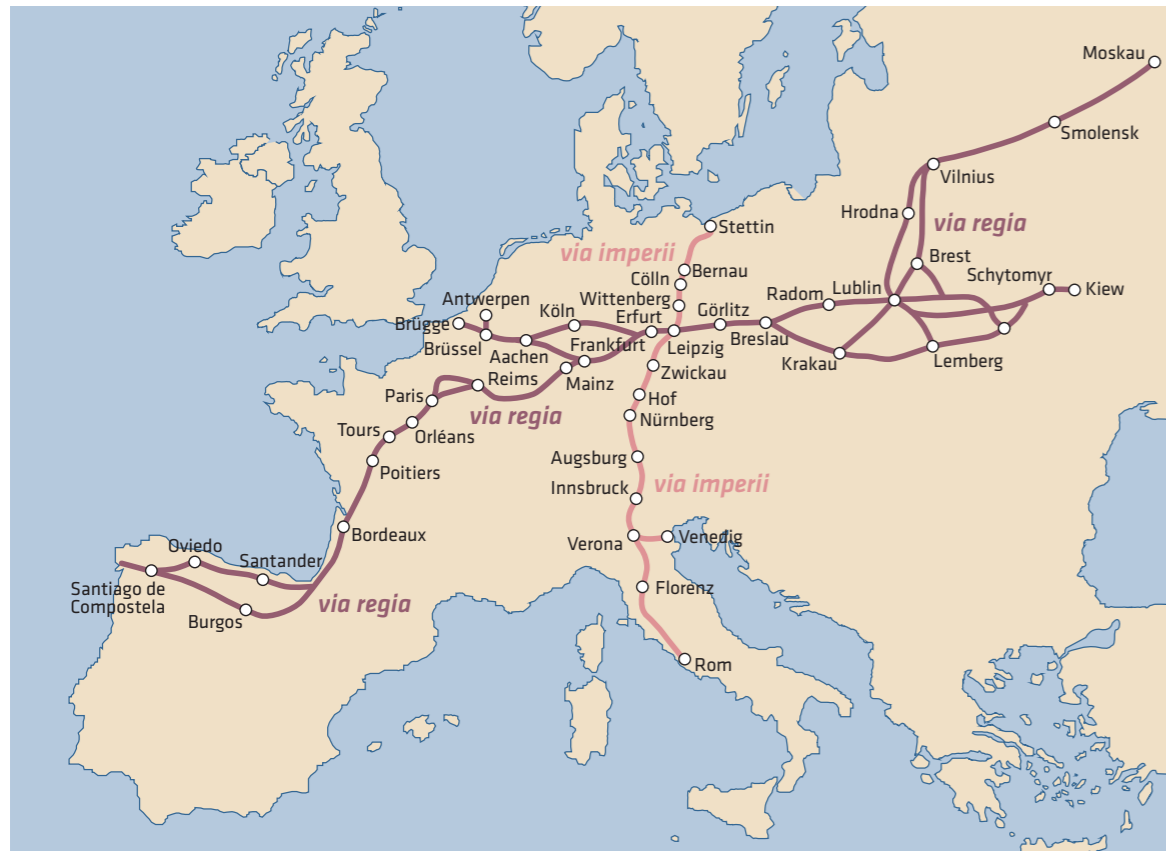 Moskau
Smolensk
Vilnius
Hrodna
via regia
Stettin
via imperii
Brest
Bernau
Schytomyr
Cölln
Lublin
Kiew
Radom
Antwerpen
Wittenberg
Görlitz
Köln
Erfurt
Brügge
Brüssel
Frankfurt
Leipzig
Breslau
Aachen
Krakau
Lemberg
Zwickau
Mainz
Reims
Paris
Hof
via regia
Nürnberg
Orléans
Tours
Augsburg
via imperii
Poitiers
Innsbruck
Bordeaux
Verona
Venedig
Oviedo
Santander
Florenz
Santiago de
Compostela
via regia
Burgos
Rom